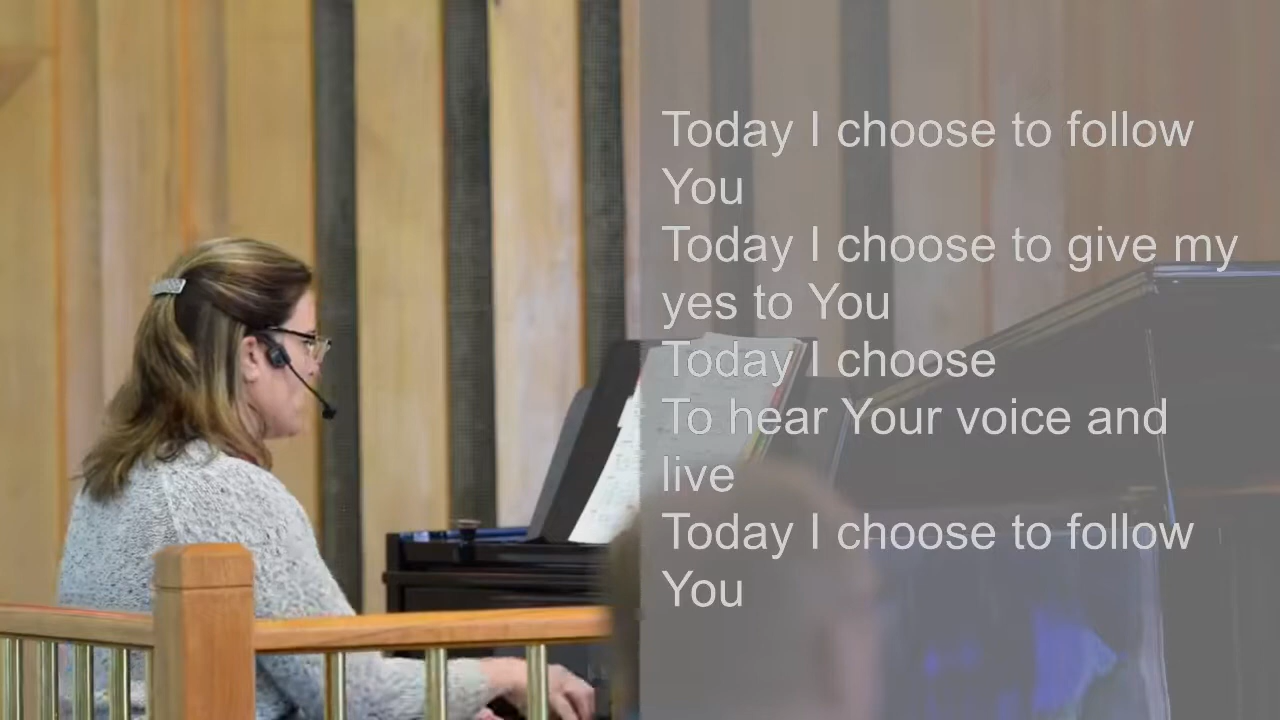 Today I choose to follow
You
Today I choose to give my
yes to You
Today I choose
To hear Your voice and
live
Today I choose to follow
You